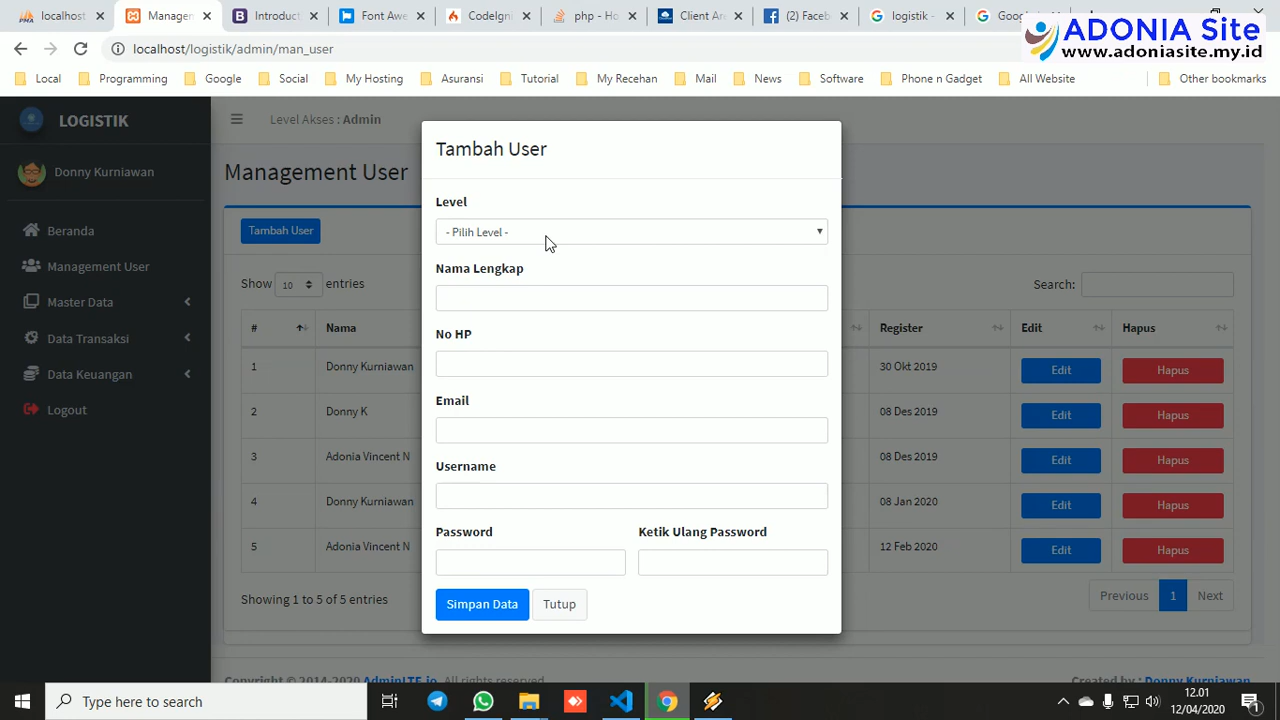 localhost
Managem
Introduct
Font Awe
CodeIgn
php - Ho
Client Ar
(2) Faceb
logistik -
Goog
localhost/logistik/admin/man_user
ADONIA Site
www.adoniasite.my.id
Local
Programming
Google
Social
My Hosting
Asuransi
Tutorial
My Recehan
Mail
News
Software
Phone n Gadget
All Website
Other bookmarks
LOGISTIK
Level Akses : Admin
Donny Kurniawan
Beranda
Management User
Master Data
Data Transaksi
Data Keuangan
Logout
Management User
Tambah User
Show 10 entries
Search:
# Nama Register Edit Hapus
1 Donny Kurniawan 30 Okt 2019 Edit Hapus
2 Donny K 08 Des 2019 Edit Hapus
3 Adonia Vincent N 08 Des 2019 Edit Hapus
4 Donny Kurniawan 08 Jan 2020 Edit Hapus
5 Adonia Vincent N 12 Feb 2020 Edit Hapus
Showing 1 to 5 of 5 entries
Previous 1 Next
Tambah User
Level
- Pilih Level -
Nama Lengkap
No HP
Email
Username
Password Ketik Ulang Password
Simpan Data Tutup
Copyright © 2014-2020 AdminLTE.io. All rights reserved.
Created by : Donny Kurniawan
Type here to search
12.01
12/04/2020
1